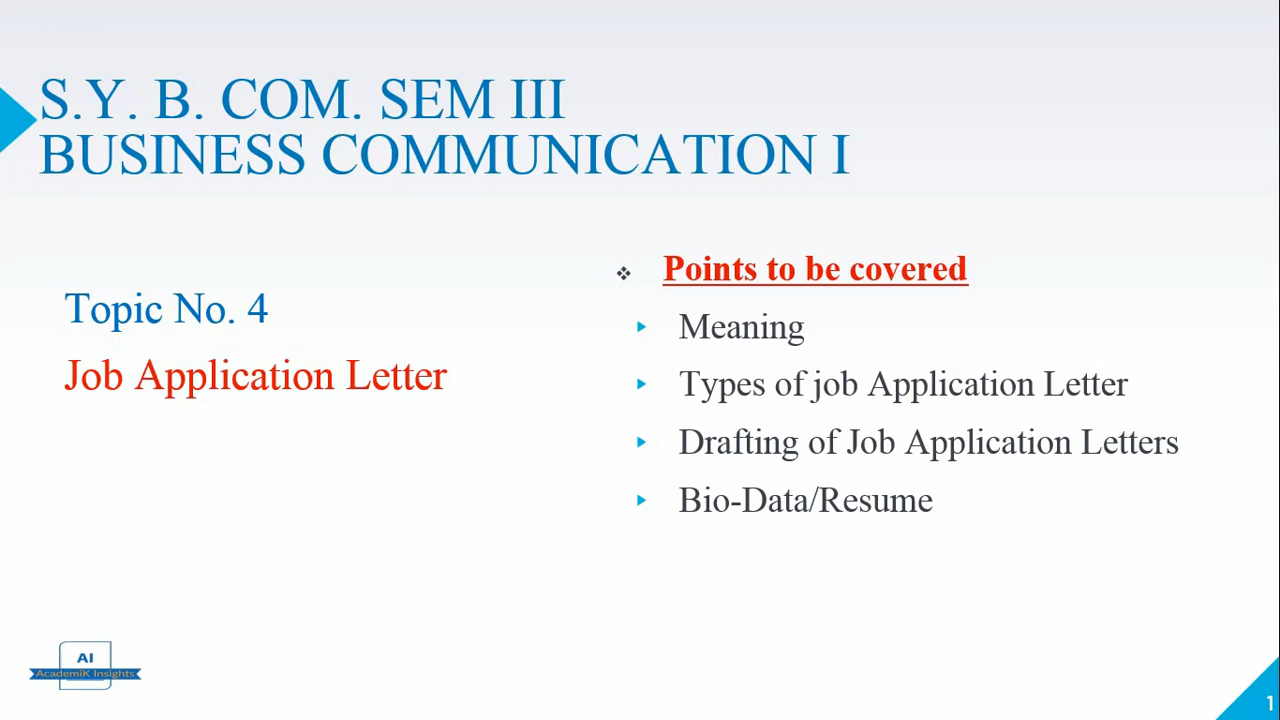 S.Y. B. COM. SEM III
BUSINESS COMMUNICATION I
Topic No. 4
Job Application Letter
Points to be covered
Meaning
Types of job Application Letter
Drafting of Job Application Letters
Bio-Data/Resume
AI
AcademiK Insights
1